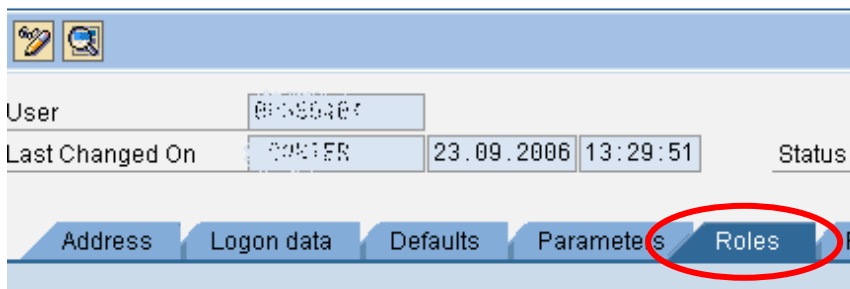 User
Last Changed On 23.09.2006 13:29:51 Status
Address Logon data Defaults Parameters Roles